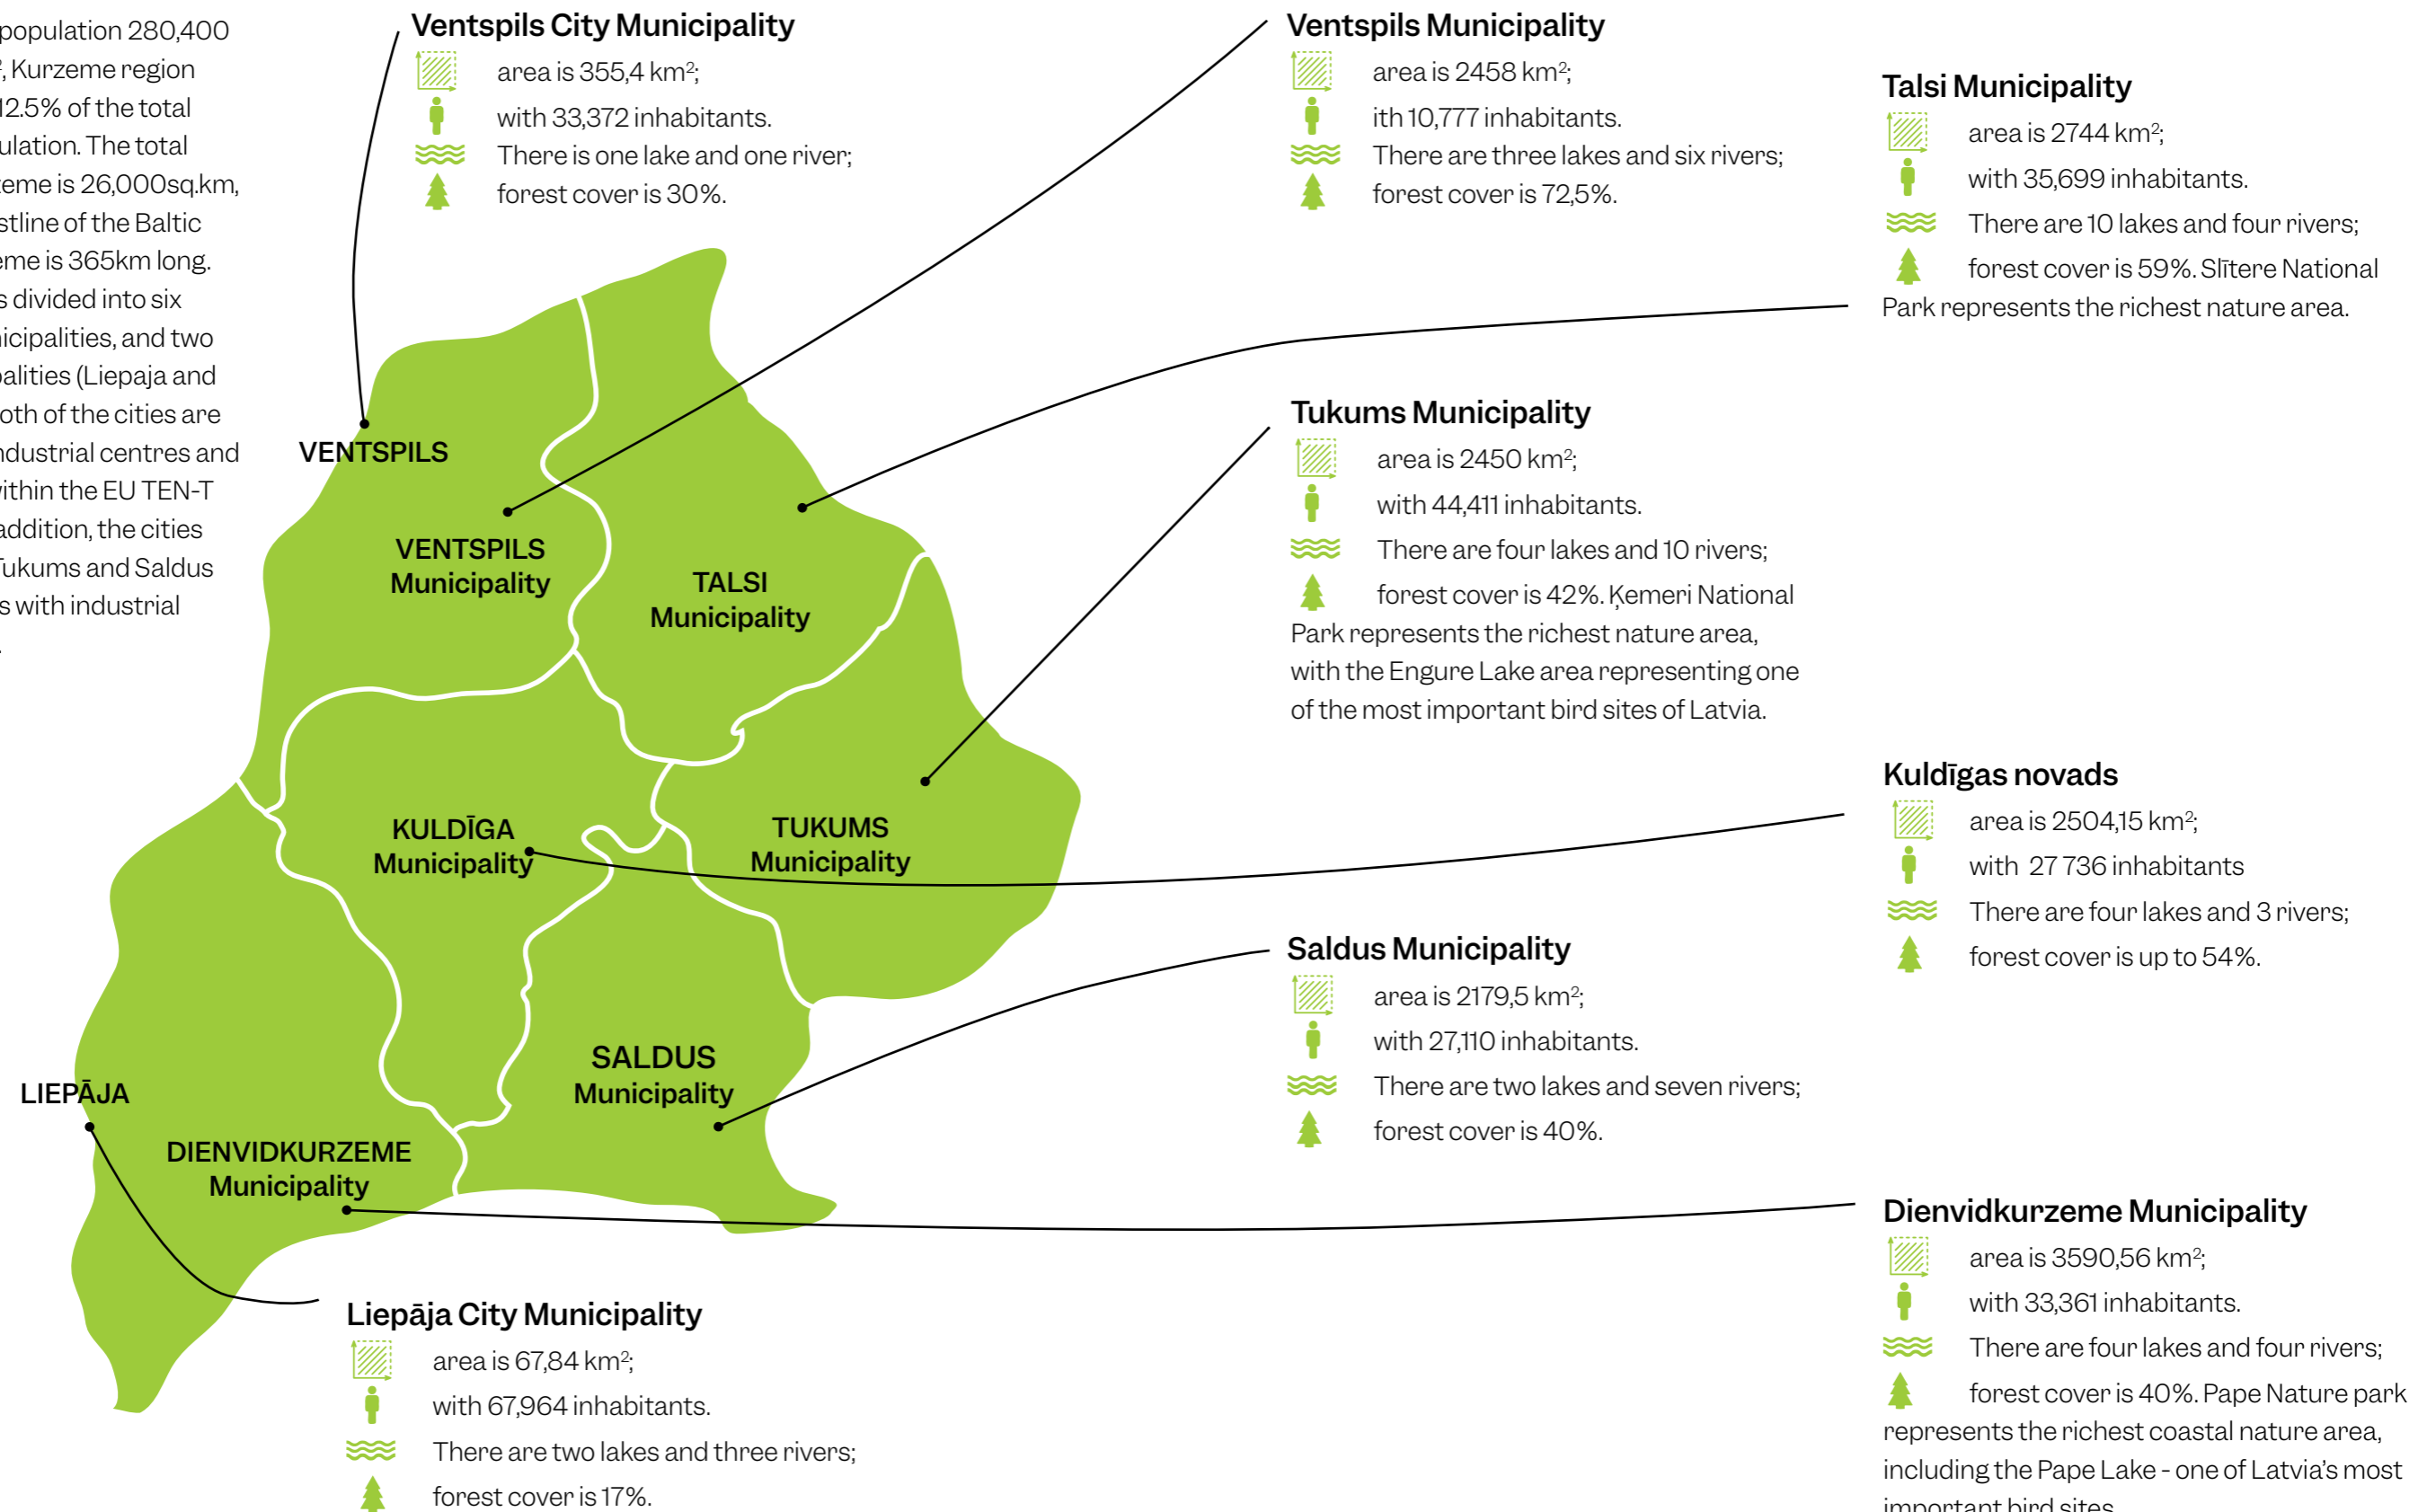 population 280,400
², Kurzeme region
12.5% of the total
ulation. The total
eme is 26,000sq.km,
stline of the Baltic
eme is 365km long.
s divided into six
nicipalities, and two
palities (Liepaja and
oth of the cities are
ndustrial centres and
within the EU TEN-T
addition, the cities
Tukums and Saldus
s with industrial
.
Ventspils City Municipality
area is 355,4 km²;
with 33,372 inhabitants.
There is one lake and one river;
forest cover is 30%.
Ventspils Municipality
area is 2458 km²;
ith 10,777 inhabitants.
There are three lakes and six rivers;
forest cover is 72,5%.
Talsi Municipality
area is 2744 km²;
with 35,699 inhabitants.
There are 10 lakes and four rivers;
forest cover is 59%. Slītere National
Park represents the richest nature area.
Tukums Municipality
area is 2450 km²;
with 44,411 inhabitants.
There are four lakes and 10 rivers;
forest cover is 42%. Ķemeri National
Park represents the richest nature area,
with the Engure Lake area representing one
of the most important bird sites of Latvia.
Kuldīgas novads
area is 2504,15 km²;
with  27 736 inhabitants
There are four lakes and 3 rivers;
forest cover is up to 54%.
Saldus Municipality
area is 2179,5 km²;
with 27,110 inhabitants.
There are two lakes and seven rivers;
forest cover is 40%.
Dienvidkurzeme Municipality
area is 3590,56 km²;
with 33,361 inhabitants.
There are four lakes and four rivers;
forest cover is 40%. Pape Nature park
represents the richest coastal nature area,
including the Pape Lake - one of Latvia's most
important bird sites
Liepāja City Municipality
area is 67,84 km²;
with 67,964 inhabitants.
There are two lakes and three rivers;
forest cover is 17%.
VENTSPILS
VENTSPILS
Municipality
TALSI
Municipality
KULDĪGA
Municipality
TUKUMS
Municipality
SALDUS
Municipality
LIEPĀJA
DIENVIDKURZEME
Municipality